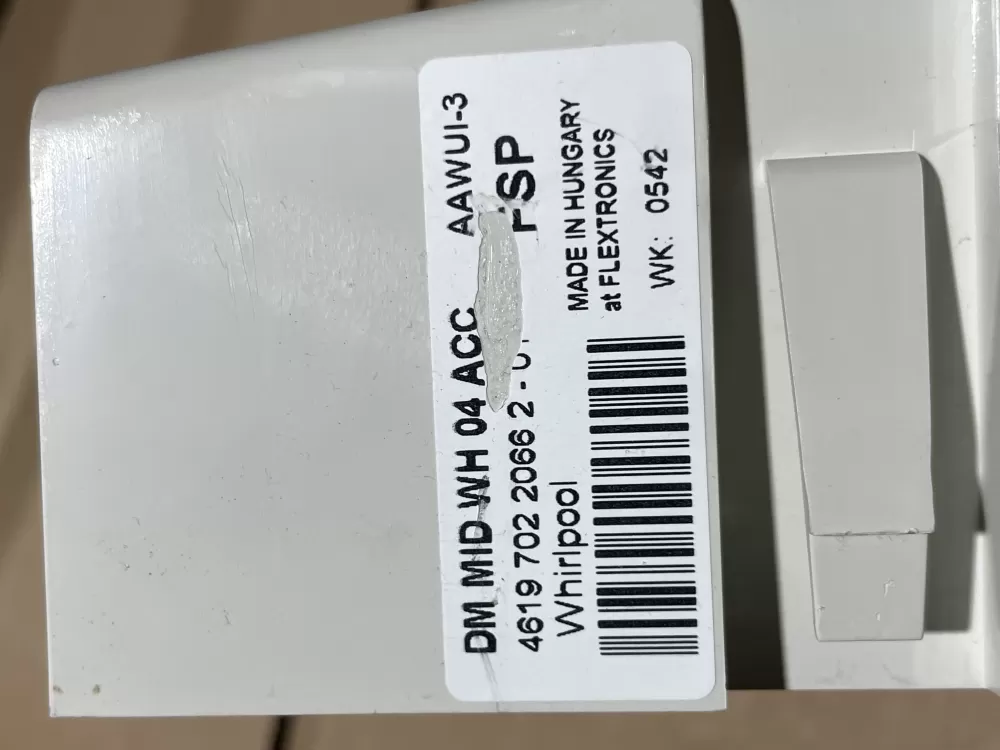 DM MID WH 04 ACC AAWUI-3
4619 702 2066 2 - FSP
Whirlpool
MADE IN HUNGARY
at FLEXTRONICS
WK: 0542